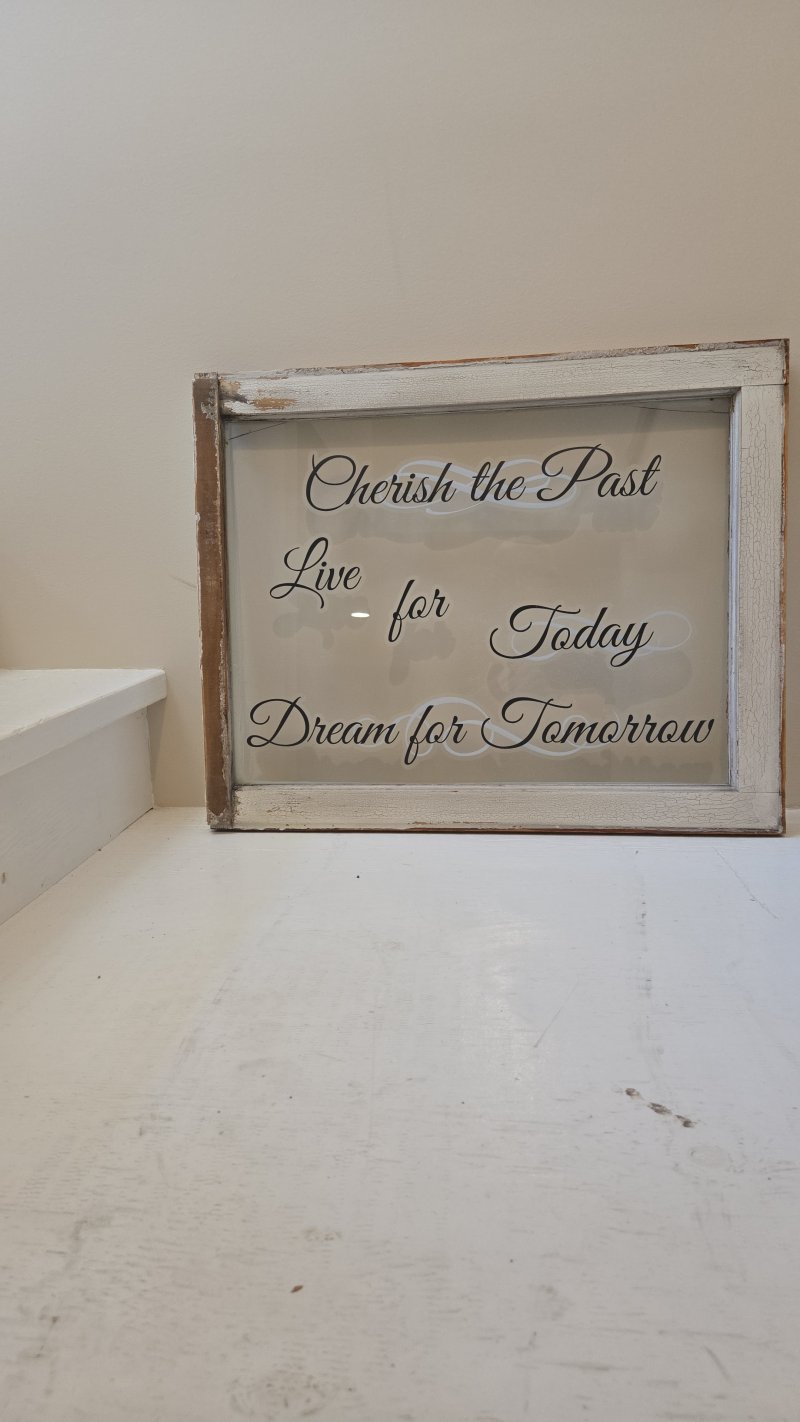 Cherish the Past
Live for Today
Dream for Tomorrow